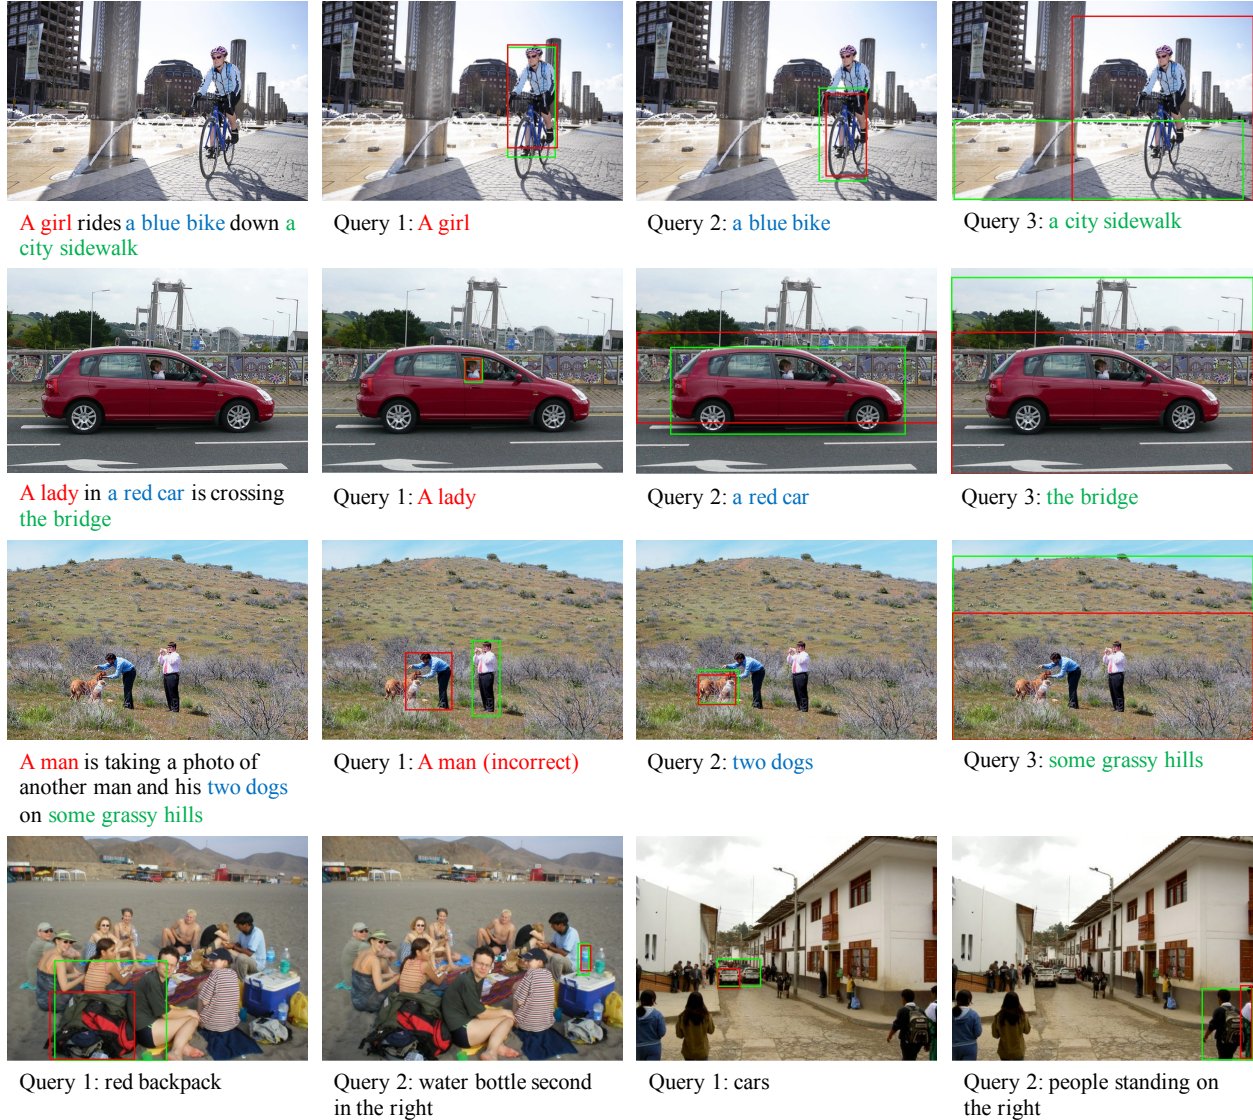 A girl rides a blue bike down a
city sidewalk
Query 1: A girl
Query 2: a blue bike
Query 3: a city sidewalk
A lady in a red car is crossing
the bridge
Query 1: A lady
Query 2: a red car
Query 3: the bridge
A man is taking a photo of
another man and his two dogs
on some grassy hills
Query 1: A man (incorrect)
Query 2: two dogs
Query 3: some grassy hills
Query 1: red backpack
Query 2: water bottle second
in the right
Query 1: cars
Query 2: people standing on
the right